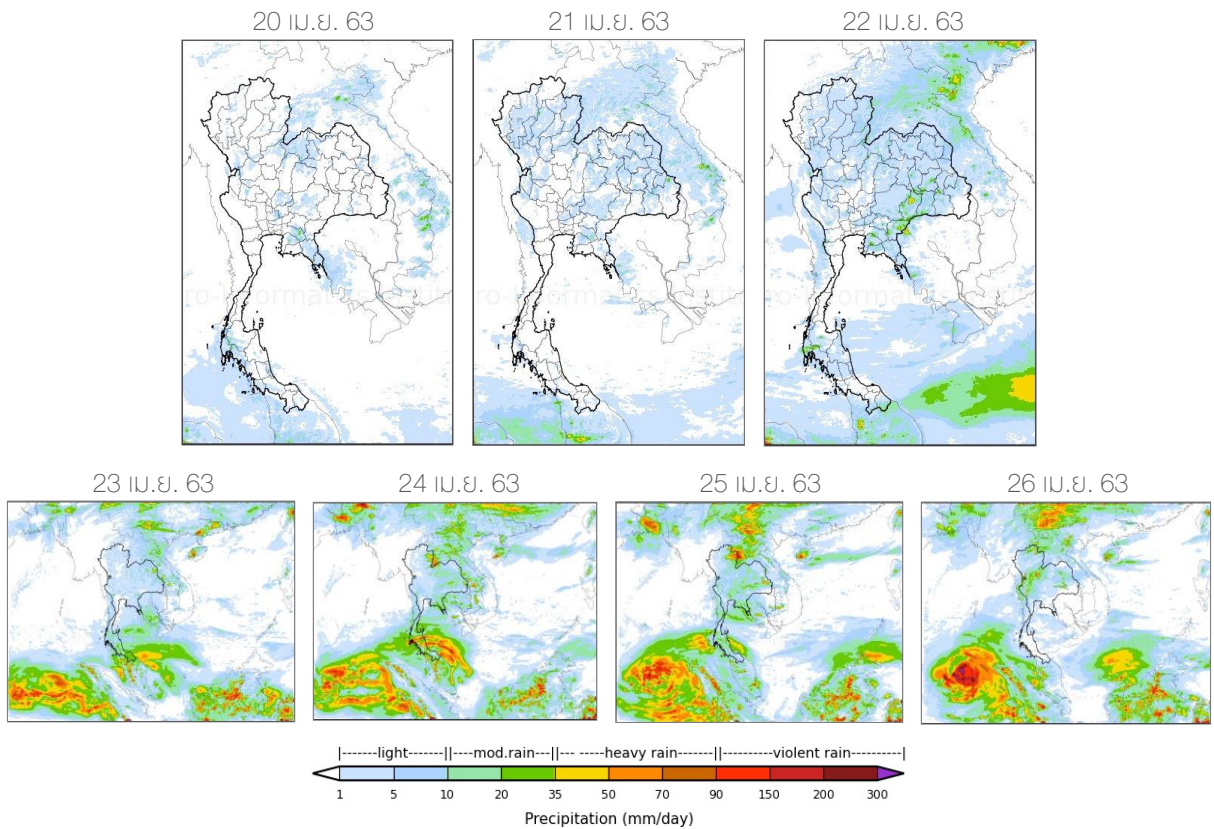 20 เม.ย. 63
21 เม.ย. 63
22 เม.ย. 63
23 เม.ย. 63
24 เม.ย. 63
25 เม.ย. 63
26 เม.ย. 63
|------light-------||----mod.rain---||--- -----heavy rain-------||----------violent rain----------|
1 5 10 20 35 50 70 90 150 200 300
Precipitation (mm/day)